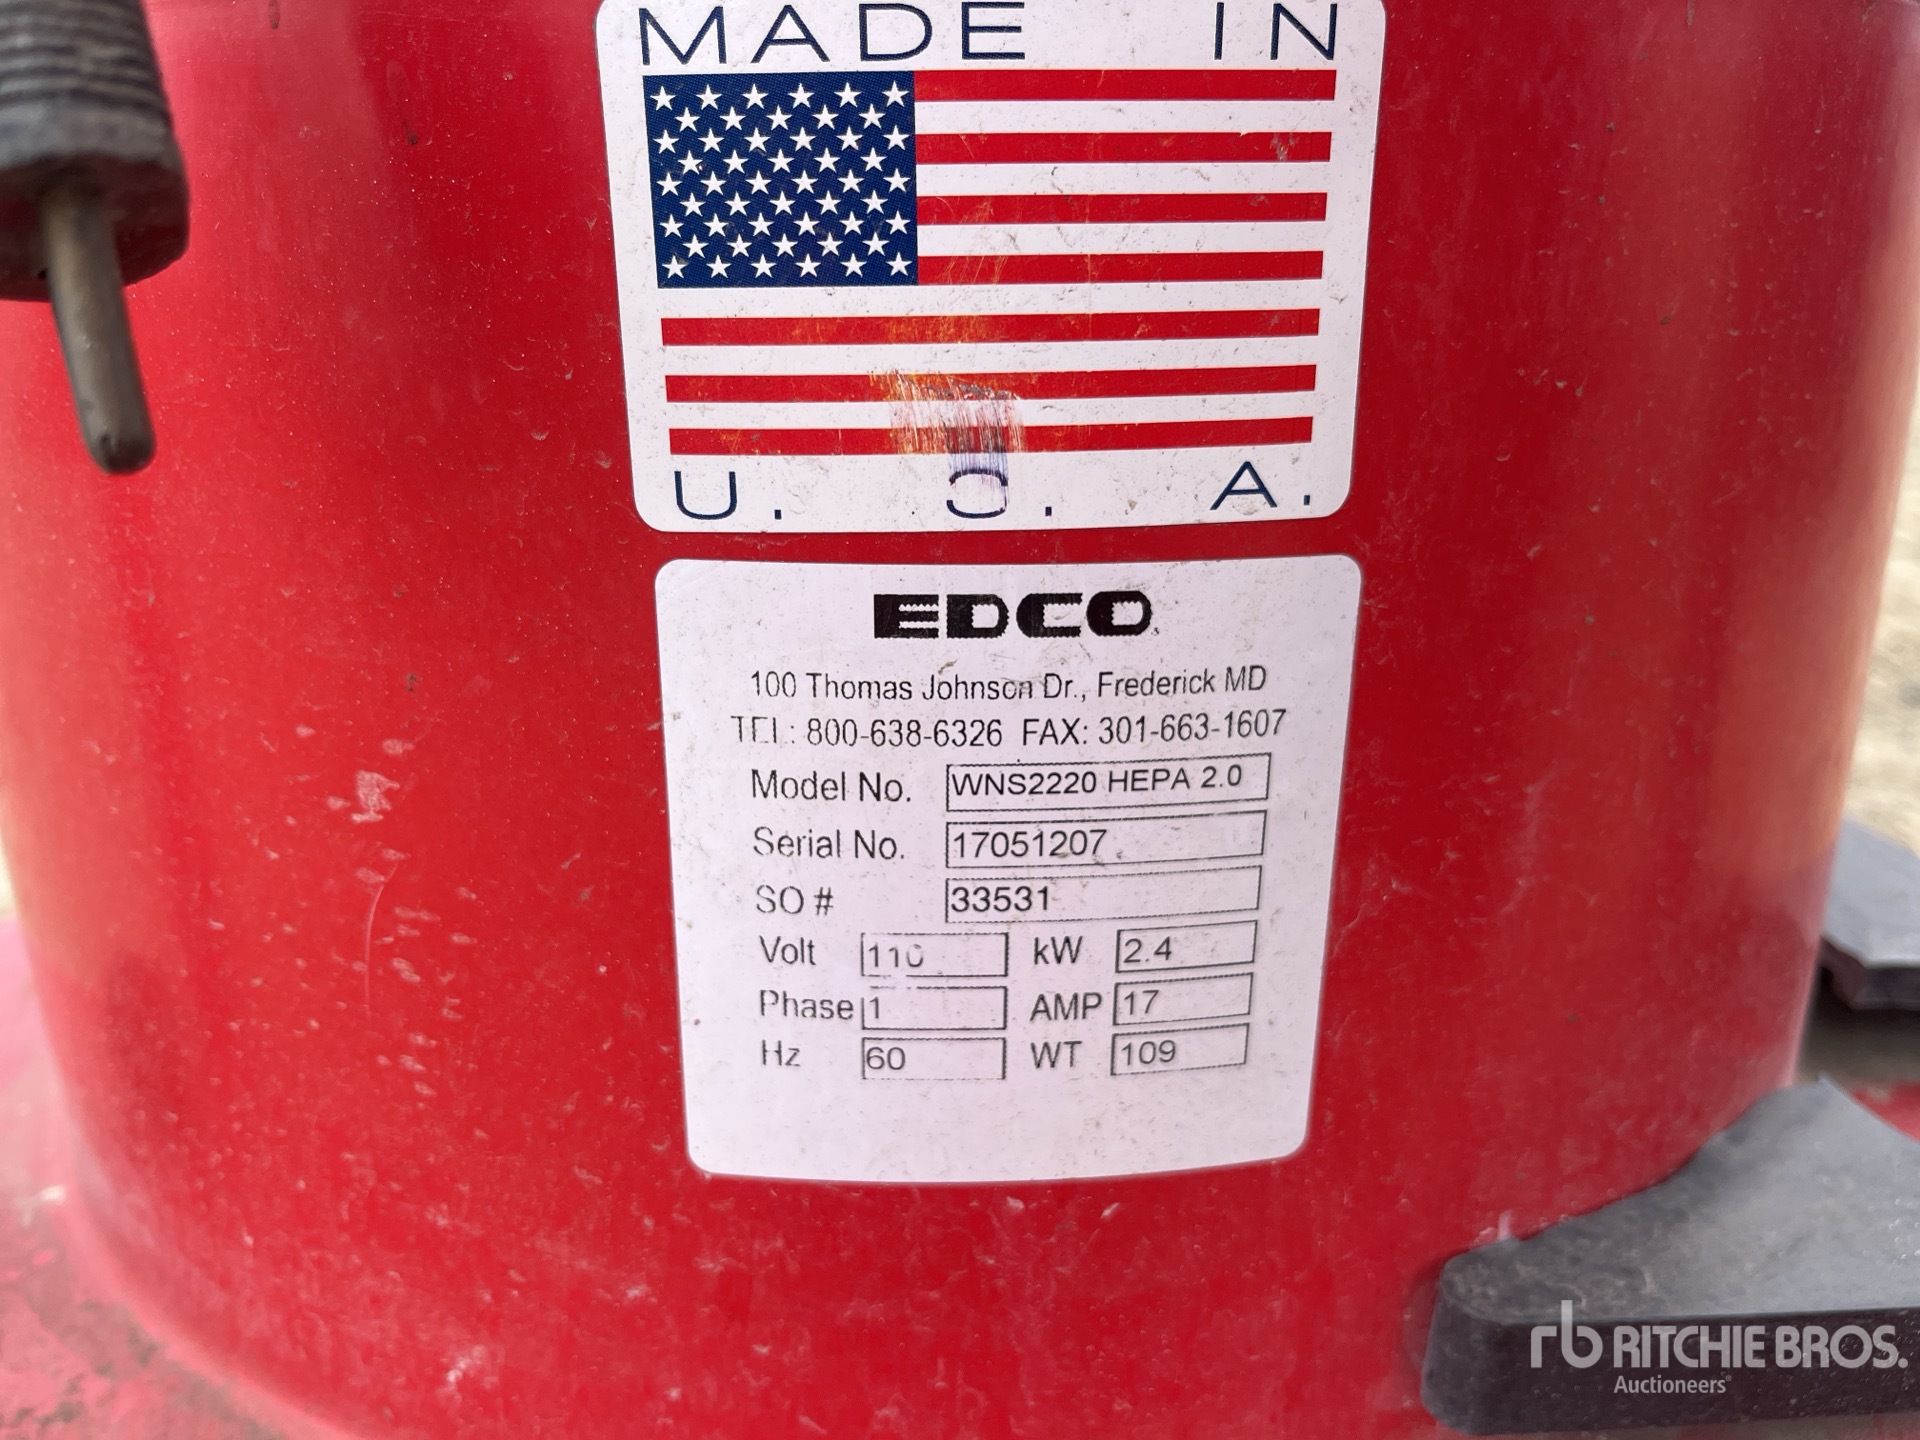 MADE IN
U. S. A.
EDCO
100 Thomas Johnson Dr., Frederick MD
TEL: 800-638-6326 FAX: 301-663-1607
Model No. WNS2220 HEPA 2.0
Serial No. 17051207
SO # 33531
Volt 110 kW 2.4
Phase 1 AMP 17
Hz 60 WT 109
rb RITCHIE BROS.
Auctioneers